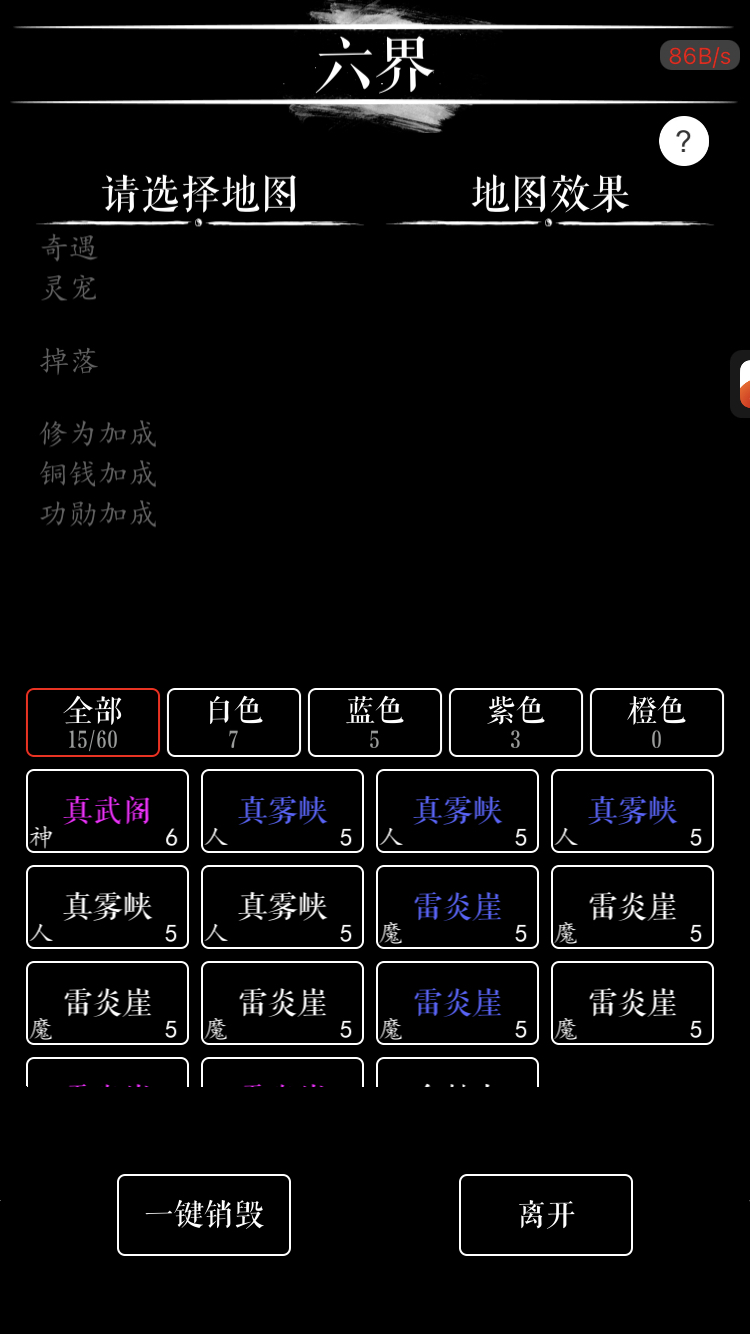 六界
86B/s
?
请选择地图 地图效果
奇遇
灵宠
掉落
修为加成
铜钱加成
功勋加成
全部 白色 蓝色 紫色 橙色
15/60 7 5 3 0
真武阁 真雾峡 真雾峡 真雾峡
神 6 人 5 人 5 人 5
真雾峡 真雾峡 雷炎崖 雷炎崖
人 5 人 5 魔 5 魔 5
雷炎崖 雷炎崖 雷炎崖 雷炎崖
魔 5 魔 5 魔 5 魔 5
一键销毁 离开